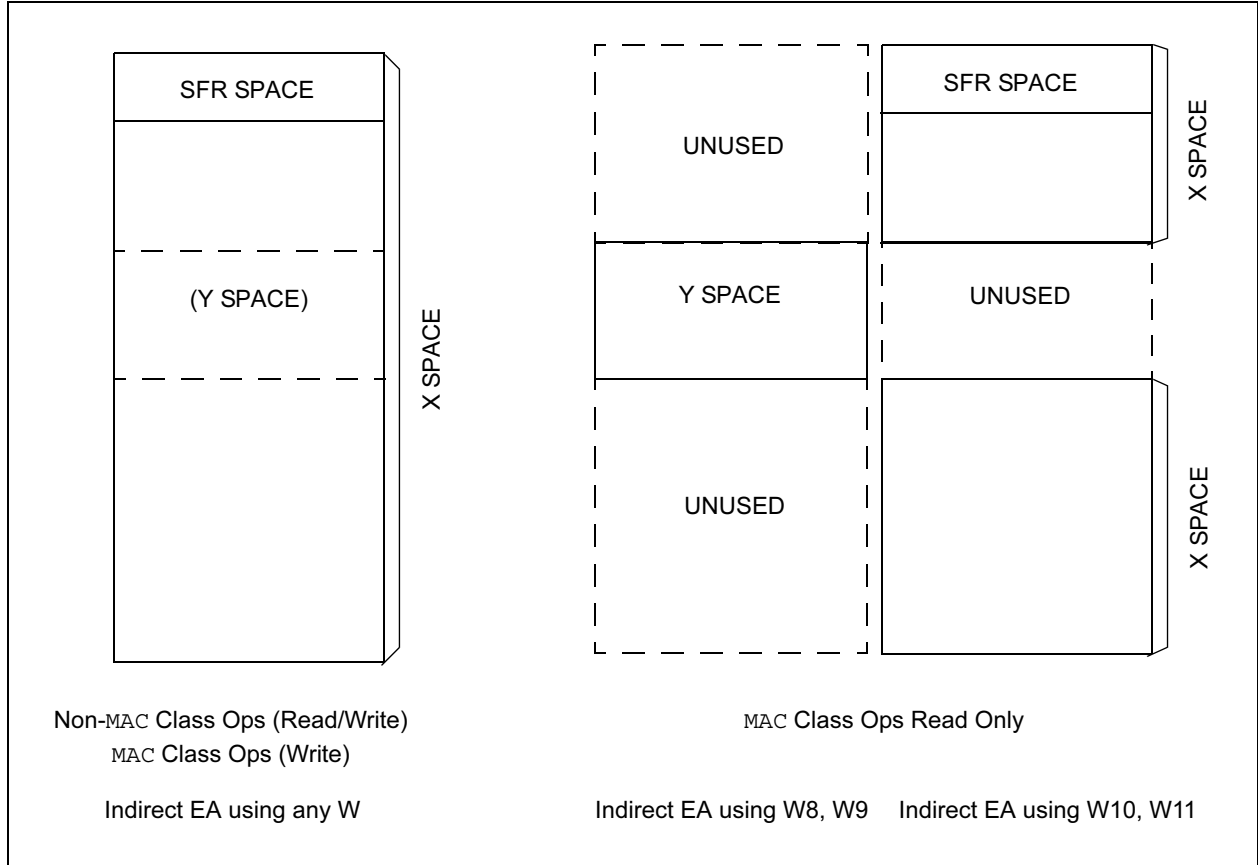 SFR SPACE
(Y SPACE)
X SPACE
Non-MAC Class Ops (Read/Write)
MAC Class Ops (Write)
Indirect EA using any W
UNUSED
Y SPACE
UNUSED
SFR SPACE
X SPACE
UNUSED
X SPACE
MAC Class Ops Read Only
Indirect EA using W8, W9
Indirect EA using W10, W11